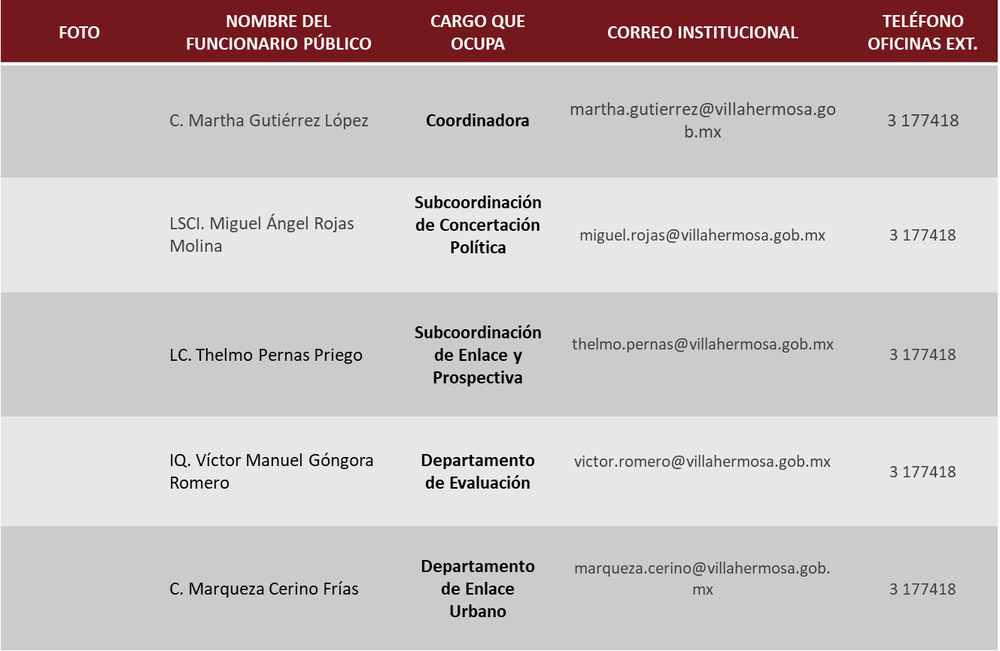 FOTO
NOMBRE DEL
FUNCIONARIO PÚBLICO
CARGO QUE
OCUPA
CORREO INSTITUCIONAL
TELÉFONO
OFICINAS EXT.
C. Martha Gutiérrez López
Coordinadora
martha.gutierrez@villahermosa.go
b.mx
3 177418
LSCI. Miguel Ángel Rojas
Molina
Subcoordinación
de Concertación
Política
miguel.rojas@villahermosa.gob.mx
3 177418
LC. Thelmo Pernas Priego
Subcoordinación
de Enlace y
Prospectiva
thelmo.pernas@villahermosa.gob.mx
3 177418
IQ. Víctor Manuel Góngora
Romero
Departamento
de Evaluación
victor.romero@villahermosa.gob.mx
3 177418
C. Marqueza Cerino Frías
Departamento
de Enlace
Urbano
marqueza.cerino@villahermosa.gob.
mx
3 177418